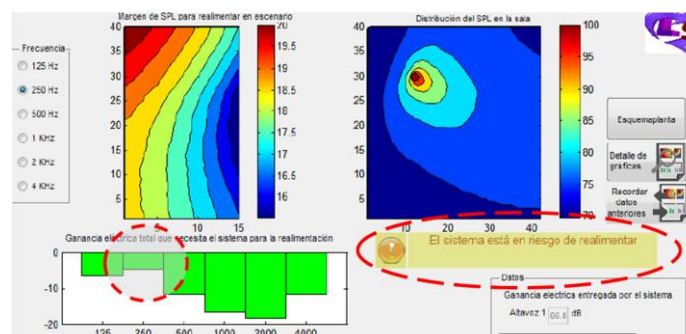 Margen de SPL para realimentar en escenario
Distribución del SPL en la sala
Frecuencia
125 Hz
250 Hz
500 Hz
1 KHz
2 KHz
4 KHz
40
35
30
25
20
15
10
5
5
10
15
20
19.5
19
18.5
18
17.5
17
16.5
16
40
35
30
25
20
15
10
5
10
20
30
40
100
95
90
85
80
75
70
Esquemaplanta
Detalle de
gráficas
Recordar
datos
anteriores
Ganancia eléctrica total que necesita el sistema para la realimentación
0
-10
-20
125
250
500
1000
2000
4000
El sistema está en riesgo de realimentar
Datos
Ganancia electrica entregada por el sistema
Altavoz 1
dB